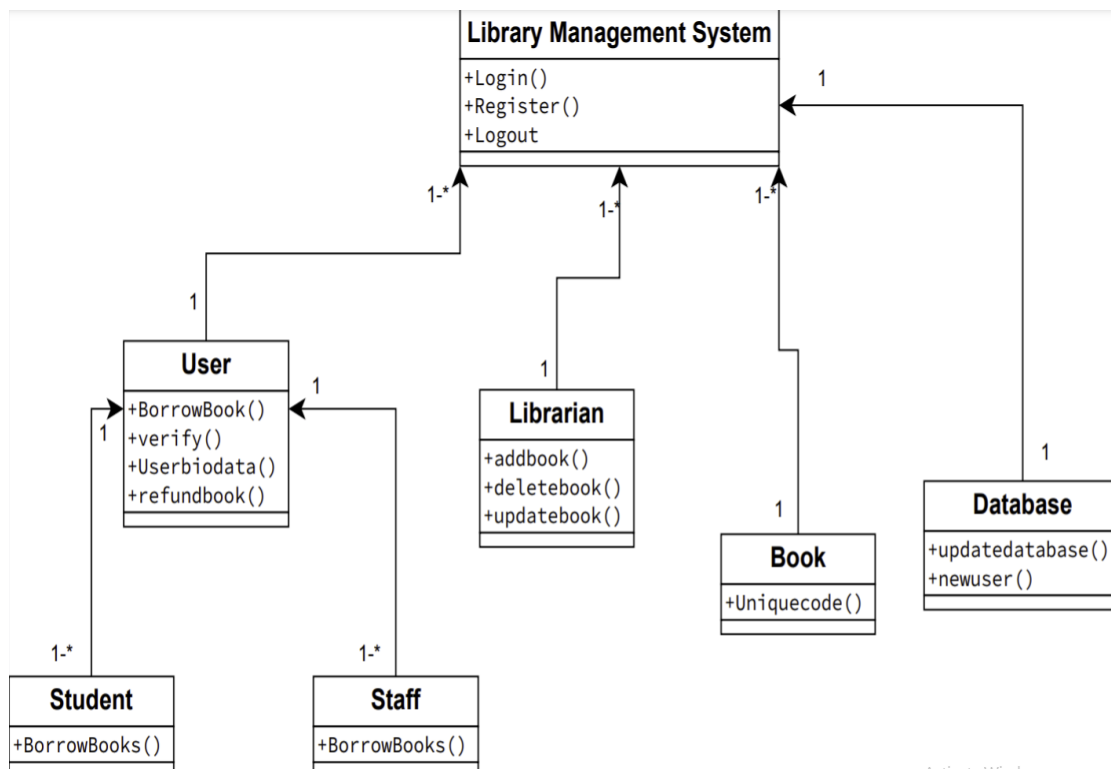 Library Management System
+Login()
+Register()
+Logout
1
1-*
1-*
1-*
1
User
+BorrowBook()
+verify()
+Userbiodata()
+refundbook()
1
1
1
Librarian
+addbook()
+deletebook()
+updatebook()
1
Book
+Uniquecode()
1
Database
+updatedatabase()
+newuser()
1-*
Student
+BorrowBooks()
1-*
Staff
+BorrowBooks()